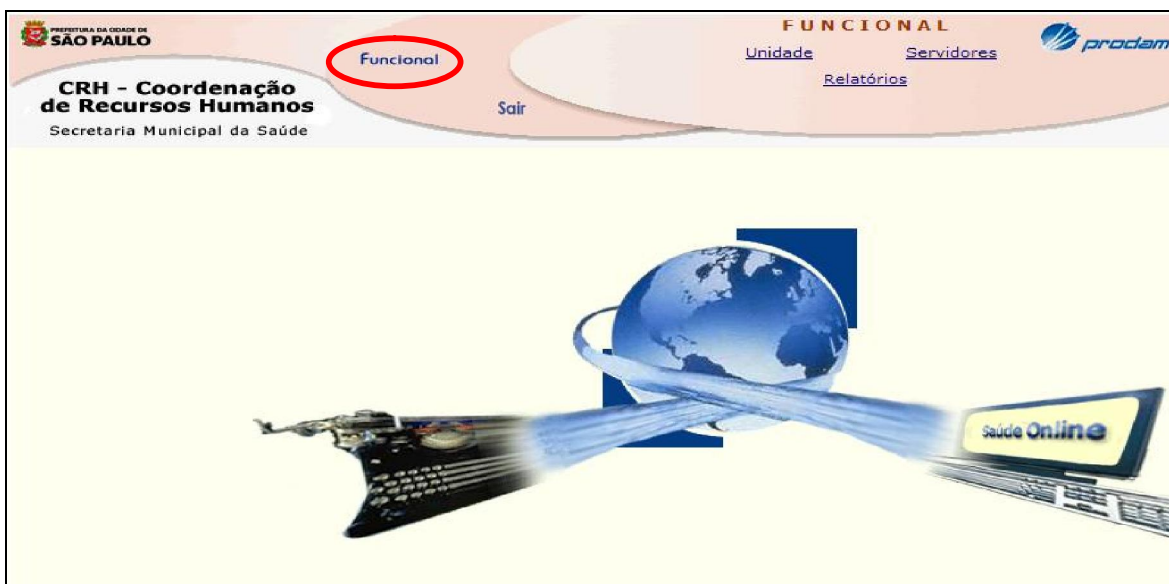 PREFEITURA DA CIDADE DE
SÃO PAULO
CRH - Coordenação
de Recursos Humanos
Secretaria Municipal da Saúde
Funcional
Sair
FUNCIONAL
Unidade Servidores
Relatórios
prodam
Saúde Online